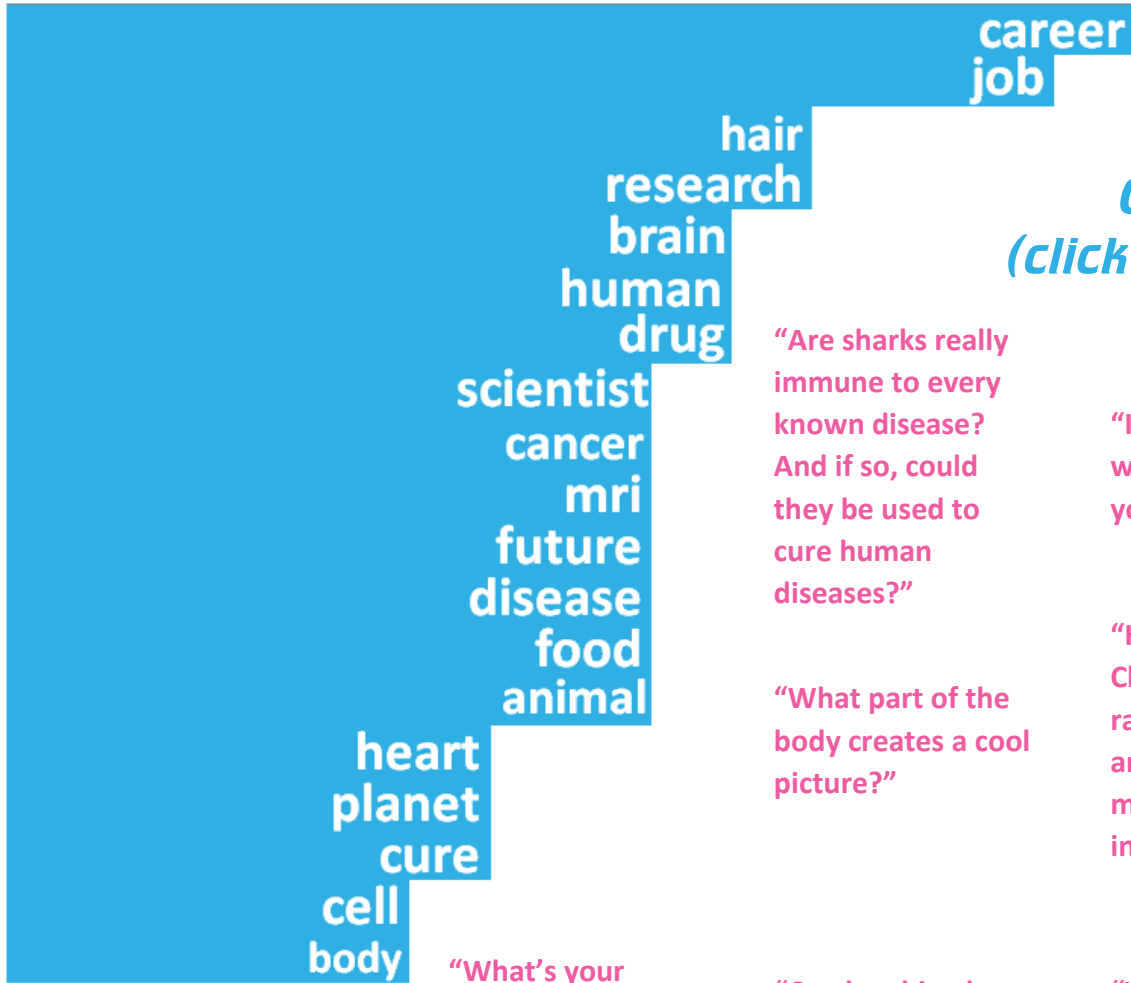 career
job
hair
research
brain
human
drug
scientist
cancer
mri
future
disease
food
animal
heart
planet
cure
cell
body
(click
“Are sharks really
immune to every
known disease?
And if so, could
they be used to
cure human
diseases?”
“What part of the
body creates a cool
picture?”
“What’s your